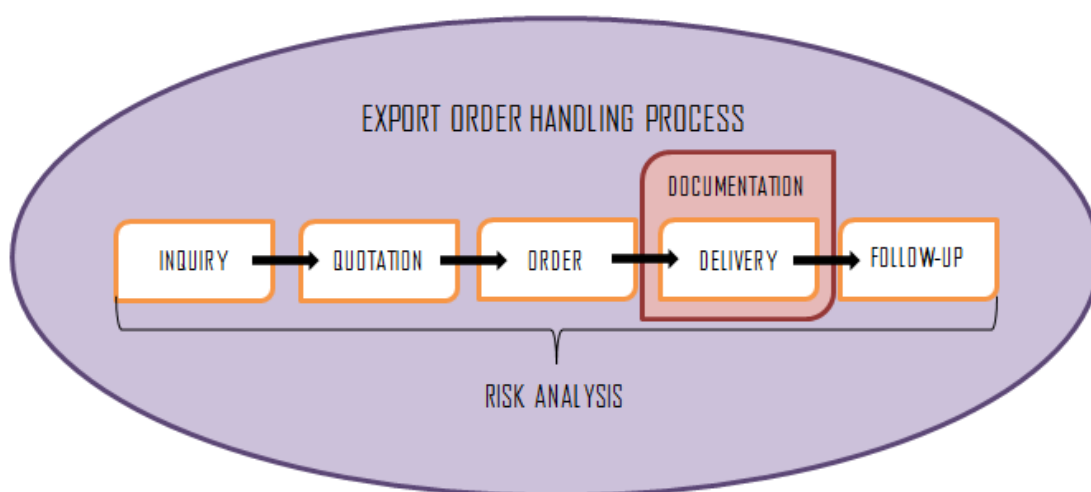 EXPORT ORDER HANDLING PROCESS
DOCUMENTATION
INQUIRY
QUOTATION
ORDER
DELIVERY
FOLLOW-UP
RISK ANALYSIS